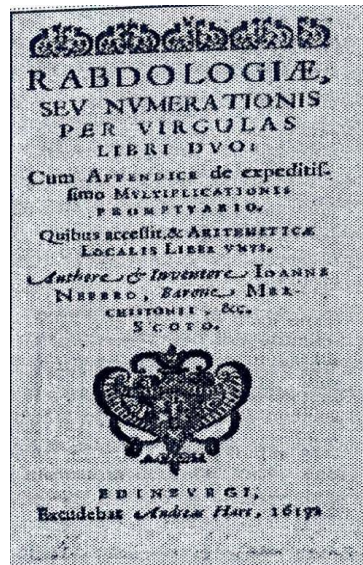 RABDOLOGIÆ,
SEV NVMERATIONIS
PER VIRGULAS
LIBRI DVO:
Cum APPENDICE de expeditiſ-
ſimo MVLTIPLICATIONIS
PROMPTVARIO.
Quibus acceſſit & ARITHMETICÆ
LOCALIS LIBER VNVS.
Authore & Inventore IOANNE
NEPERO, Barone MER-
CHISTONII, &c.
SCOTO.
EDINBVRGI,
Excudebat Andreas Hart,